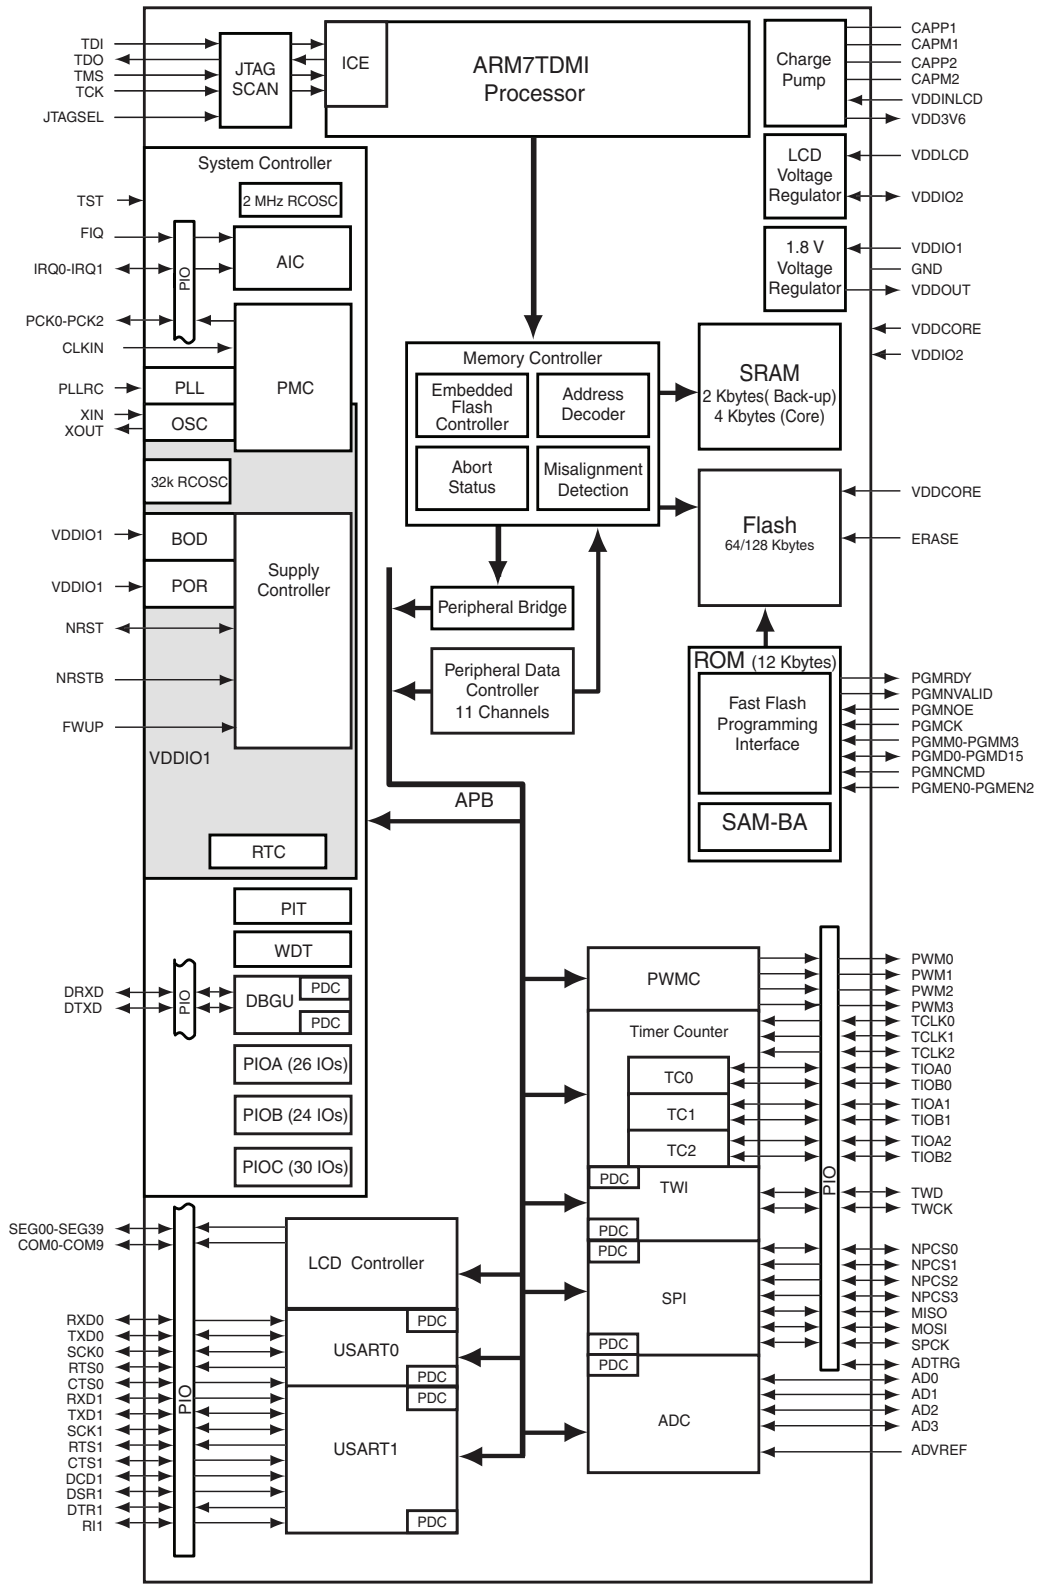 TDI
TDO
TMS
TCK
JTAGSEL
JTAG
SCAN
ICE
ARM7TDMI
Processor
Charge
Pump
CAPP1
CAPM1
CAPP2
CAPM2
VDDINLCD
VDD3V6
LCD
Voltage
Regulator
VDDLCD
VDDIO2
1.8 V
Voltage
Regulator
VDDIO1
GND
VDDOUT
VDDCORE
VDDIO2
System Controller
2 MHz RCOSC
TST
FIQ
IRQ0-IRQ1
PCK0-PCK2
CLKIN
PLLRC
XIN
XOUT
PIO
AIC
PMC
PLL
OSC
32k RCOSC
VDDIO1
BOD
VDDIO1
POR
Supply
Controller
NRST
NRSTB
FWUP
VDDIO1
RTC
PIT
WDT
DRXD
DTXD
PIO
DBGU
PDC
PDC
PIOA (26 IOs)
PIOB (24 IOs)
PIOC (30 IOs)
Memory Controller
Embedded
Flash
Controller
Address
Decoder
Abort
Status
Misalignment
Detection
SRAM
2 Kbytes( Back-up)
4 Kbytes (Core)
Flash
64/128 Kbytes
VDDCORE
ERASE
Peripheral Bridge
Peripheral Data
Controller
11 Channels
APB
ROM (12 Kbytes)
Fast Flash
Programming
Interface
SAM-BA
PGMRDY
PGMNVALID
PGMNOE
PGMCK
PGMM0-PGMM3
PGMD0-PGMD15
PGMNCMD
PGMEN0-PGMEN2
PWMC
Timer Counter
TC0
TC1
TC2
PDC
TWI
PDC
PDC
SPI
PDC
PDC
ADC
PIO
PWM0
PWM1
PWM2
PWM3
TCLK0
TCLK1
TCLK2
TIOA0
TIOB0
TIOA1
TIOB1
TIOA2
TIOB2
TWD
TWCK
NPCS0
NPCS1
NPCS2
NPCS3
MISO
MOSI
SPCK
ADTRG
AD0
AD1
AD2
AD3
ADVREF
SEG00-SEG39
COM0-COM9
RXD0
TXD0
SCK0
RTS0
CTS0
RXD1
TXD1
SCK1
RTS1
CTS1
DCD1
DSR1
DTR1
RI1
PIO
LCD Controller
PDC
USART0
PDC
PDC
USART1
PDC